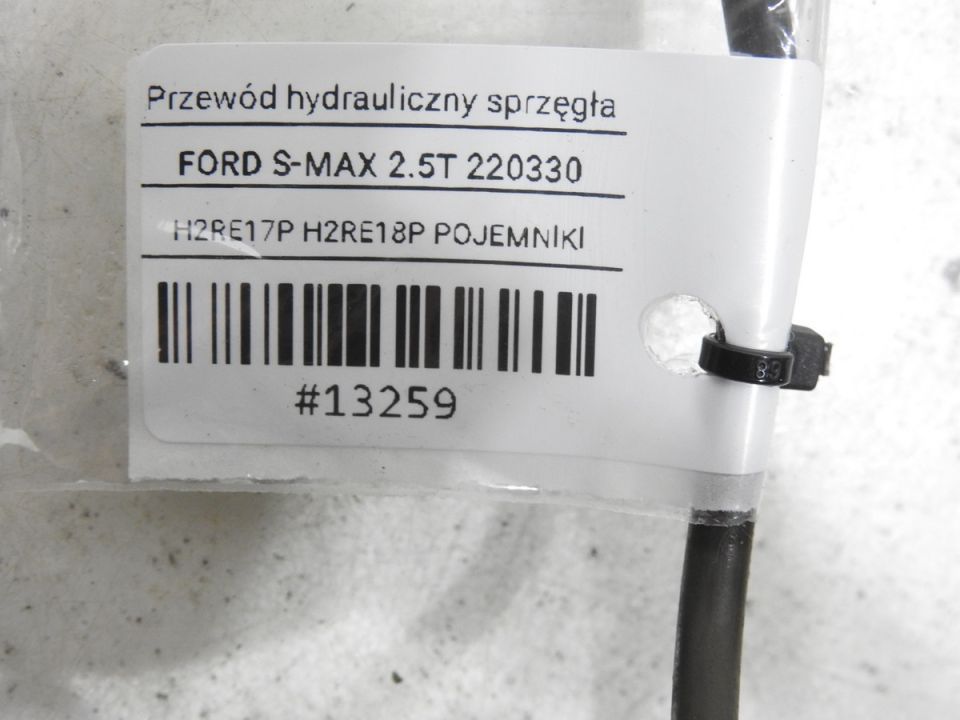 Przewód hydrauliczny sprzęgła
FORD S-MAX 2.5T 220330
H2RE17P H2RE18P POJEMNIKI
#13259